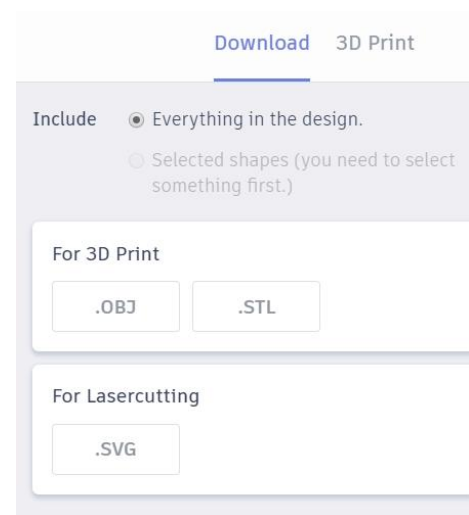 Download 3D Print
Include Everything in the design.
Selected shapes (you need to select
something first.)
For 3D Print
.OBJ .STL
For Lasercutting
.SVG